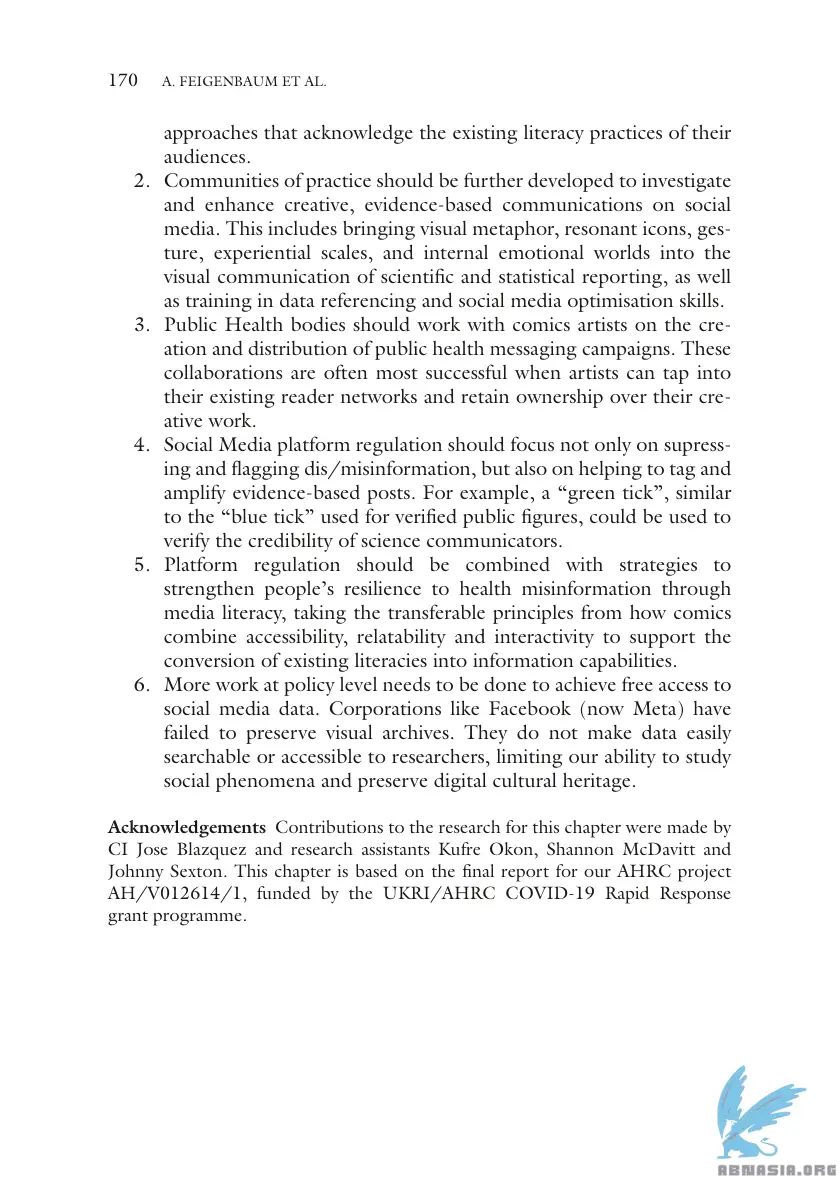 170 A. FEIGENBAUM ET AL.
approaches that acknowledge the existing literacy practices of their
audiences.
2. Communities of practice should be further developed to investigate
and enhance creative, evidence-based communications on social
media. This includes bringing visual metaphor, resonant icons, ges-
ture, experiential scales, and internal emotional worlds into the
visual communication of scientific and statistical reporting, as well
as training in data referencing and social media optimisation skills.
3. Public Health bodies should work with comics artists on the cre-
ation and distribution of public health messaging campaigns. These
collaborations are often most successful when artists can tap into
their existing reader networks and retain ownership over their cre-
ative work.
4. Social Media platform regulation should focus not only on supress-
ing and flagging dis/misinformation, but also on helping to tag and
amplify evidence-based posts. For example, a “green tick”, similar
to the “blue tick” used for verified public figures, could be used to
verify the credibility of science communicators.
5. Platform regulation should be combined with strategies to
strengthen people’s resilience to health misinformation through
media literacy, taking the transferable principles from how comics
combine accessibility, relatability and interactivity to support the
conversion of existing literacies into information capabilities.
6. More work at policy level needs to be done to achieve free access to
social media data. Corporations like Facebook (now Meta) have
failed to preserve visual archives. They do not make data easily
searchable or accessible to researchers, limiting our ability to study
social phenomena and preserve digital cultural heritage.
Acknowledgements Contributions to the research for this chapter were made by
CI Jose Blazquez and research assistants Kufre Okon, Shannon McDavitt and
Johnny Sexton. This chapter is based on the final report for our AHRC project
AH/V012614/1, funded by the UKRI/AHRC COVID-19 Rapid Response
grant programme.
ABNASIA.ORG